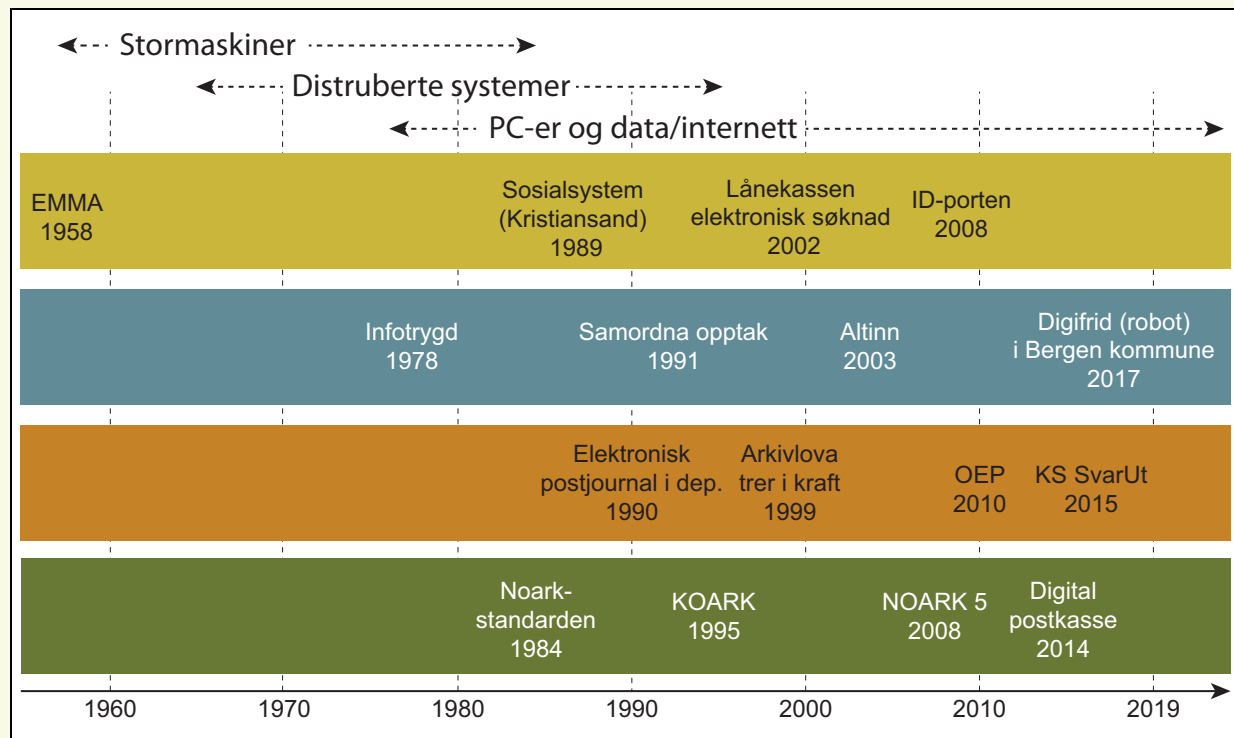 Stormaskiner
Distruberte systemer
PC-er og data/internett
EMMA
1958
Sosialsystem
(Kristiansand)
1989
Lånekassen
elektronisk søknad
2002
ID-porten
2008
Infotrygd
1978
Samordna opptak
1991
Altinn
2003
Digifrid (robot)
i Bergen kommune
2017
Elektronisk
postjournal i dep.
1990
Arkivlova
trer i kraft
1999
OEP
2010
KS SvarUt
2015
Noark-
standarden
1984
KOARK
1995
NOARK 5
2008
Digital
postkasse
2014
1960 1970 1980 1990 2000 2010 2019